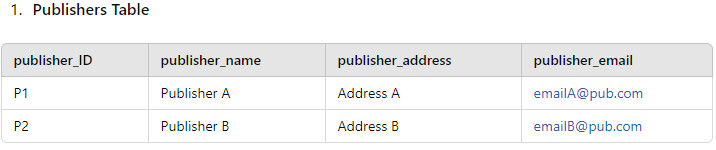 1. Publishers Table
publisher_ID publisher_name publisher_address publisher_email
P1 Publisher A Address A emailA@pub.com
P2 Publisher B Address B emailB@pub.com